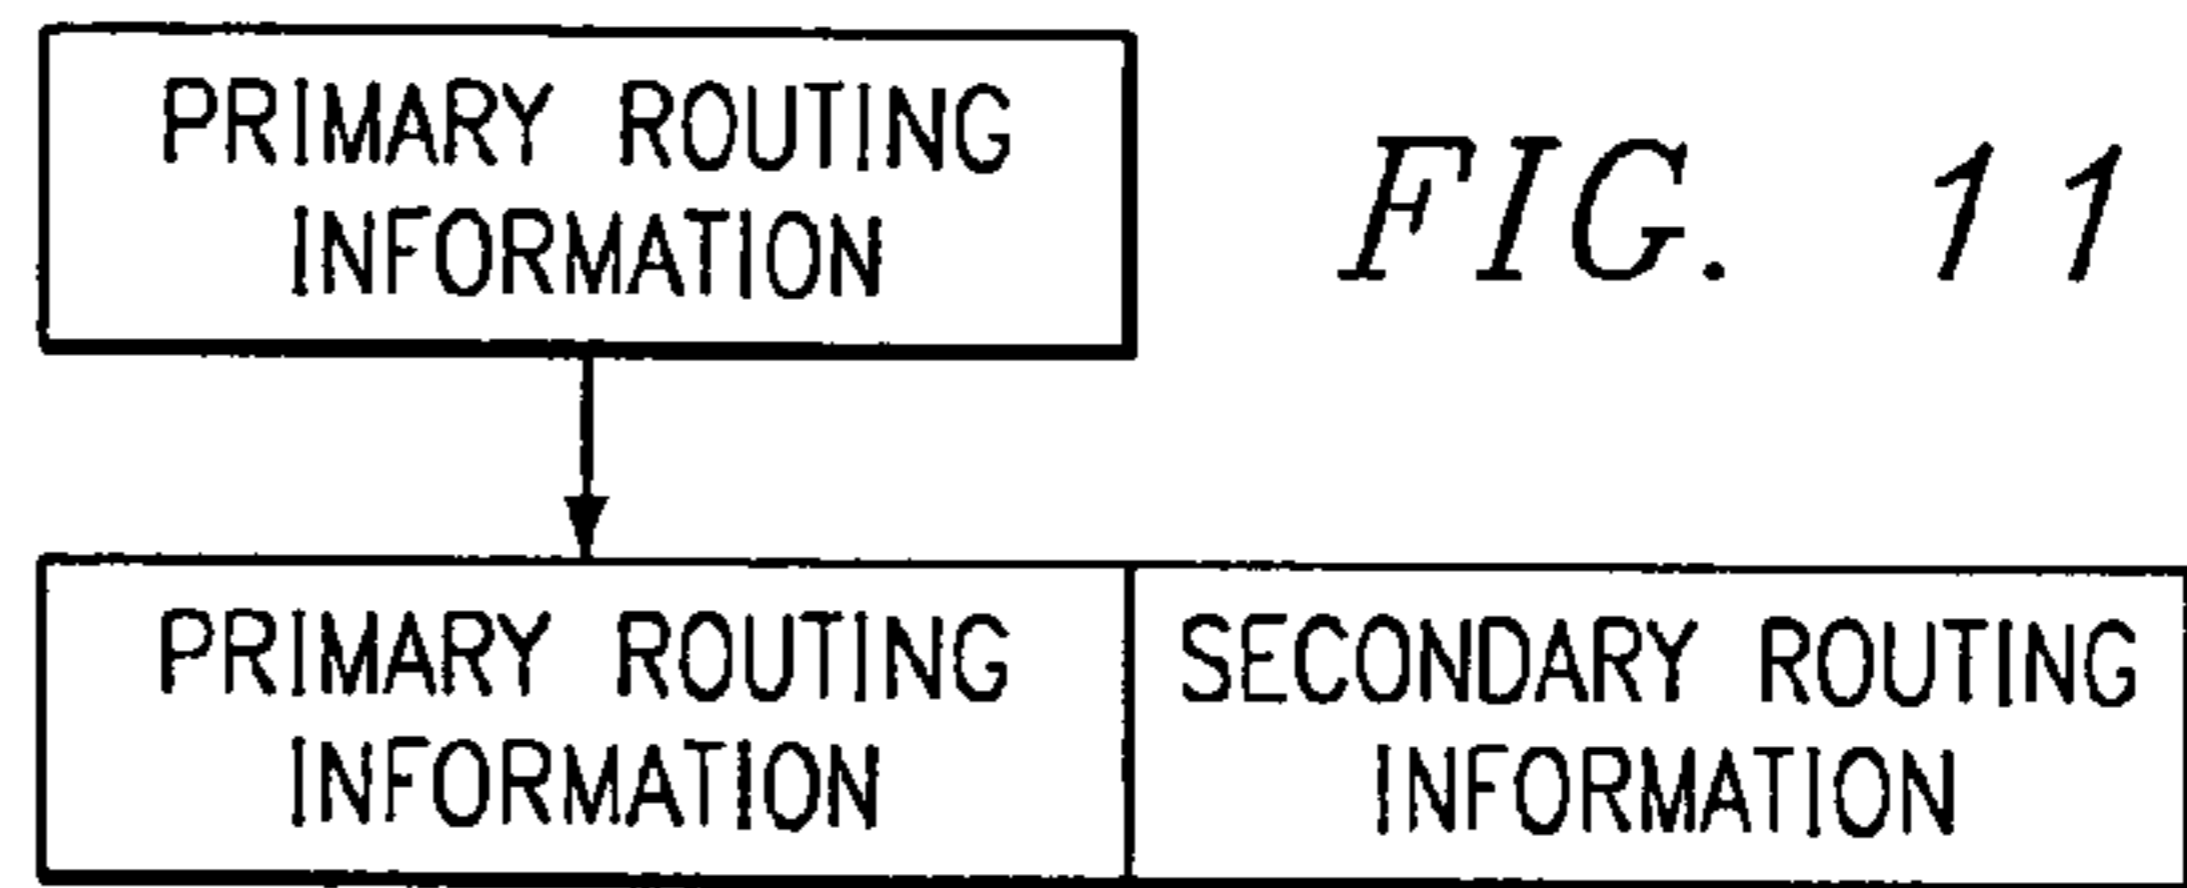 PRIMARY ROUTING
INFORMATION
FIG. 11
PRIMARY ROUTING
INFORMATION
SECONDARY ROUTING
INFORMATION